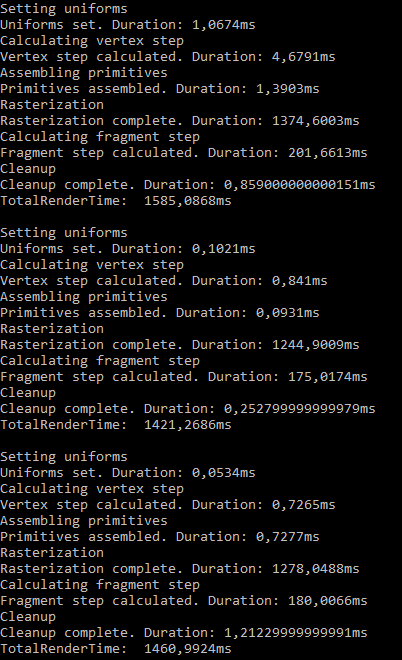 Setting uniforms
Uniforms set. Duration: 1,0674ms
Calculating vertex step
Vertex step calculated. Duration: 4,6791ms
Assembling primitives
Primitives assembled. Duration: 1,3903ms
Rasterization
Rasterization complete. Duration: 1374,6003ms
Calculating fragment step
Fragment step calculated. Duration: 201,6613ms
Cleanup
Cleanup complete. Duration: 0,859000000000151ms
TotalRenderTime:  1585,0868ms

Setting uniforms
Uniforms set. Duration: 0,1021ms
Calculating vertex step
Vertex step calculated. Duration: 0,841ms
Assembling primitives
Primitives assembled. Duration: 0,0931ms
Rasterization
Rasterization complete. Duration: 1244,9009ms
Calculating fragment step
Fragment step calculated. Duration: 175,0174ms
Cleanup
Cleanup complete. Duration: 0,252799999999979ms
TotalRenderTime:  1421,2686ms

Setting uniforms
Uniforms set. Duration: 0,0534ms
Calculating vertex step
Vertex step calculated. Duration: 0,7265ms
Assembling primitives
Primitives assembled. Duration: 0,7277ms
Rasterization
Rasterization complete. Duration: 1278,0488ms
Calculating fragment step
Fragment step calculated. Duration: 180,0066ms
Cleanup
Cleanup complete. Duration: 1,21229999999991ms
TotalRenderTime:  1460,9924ms